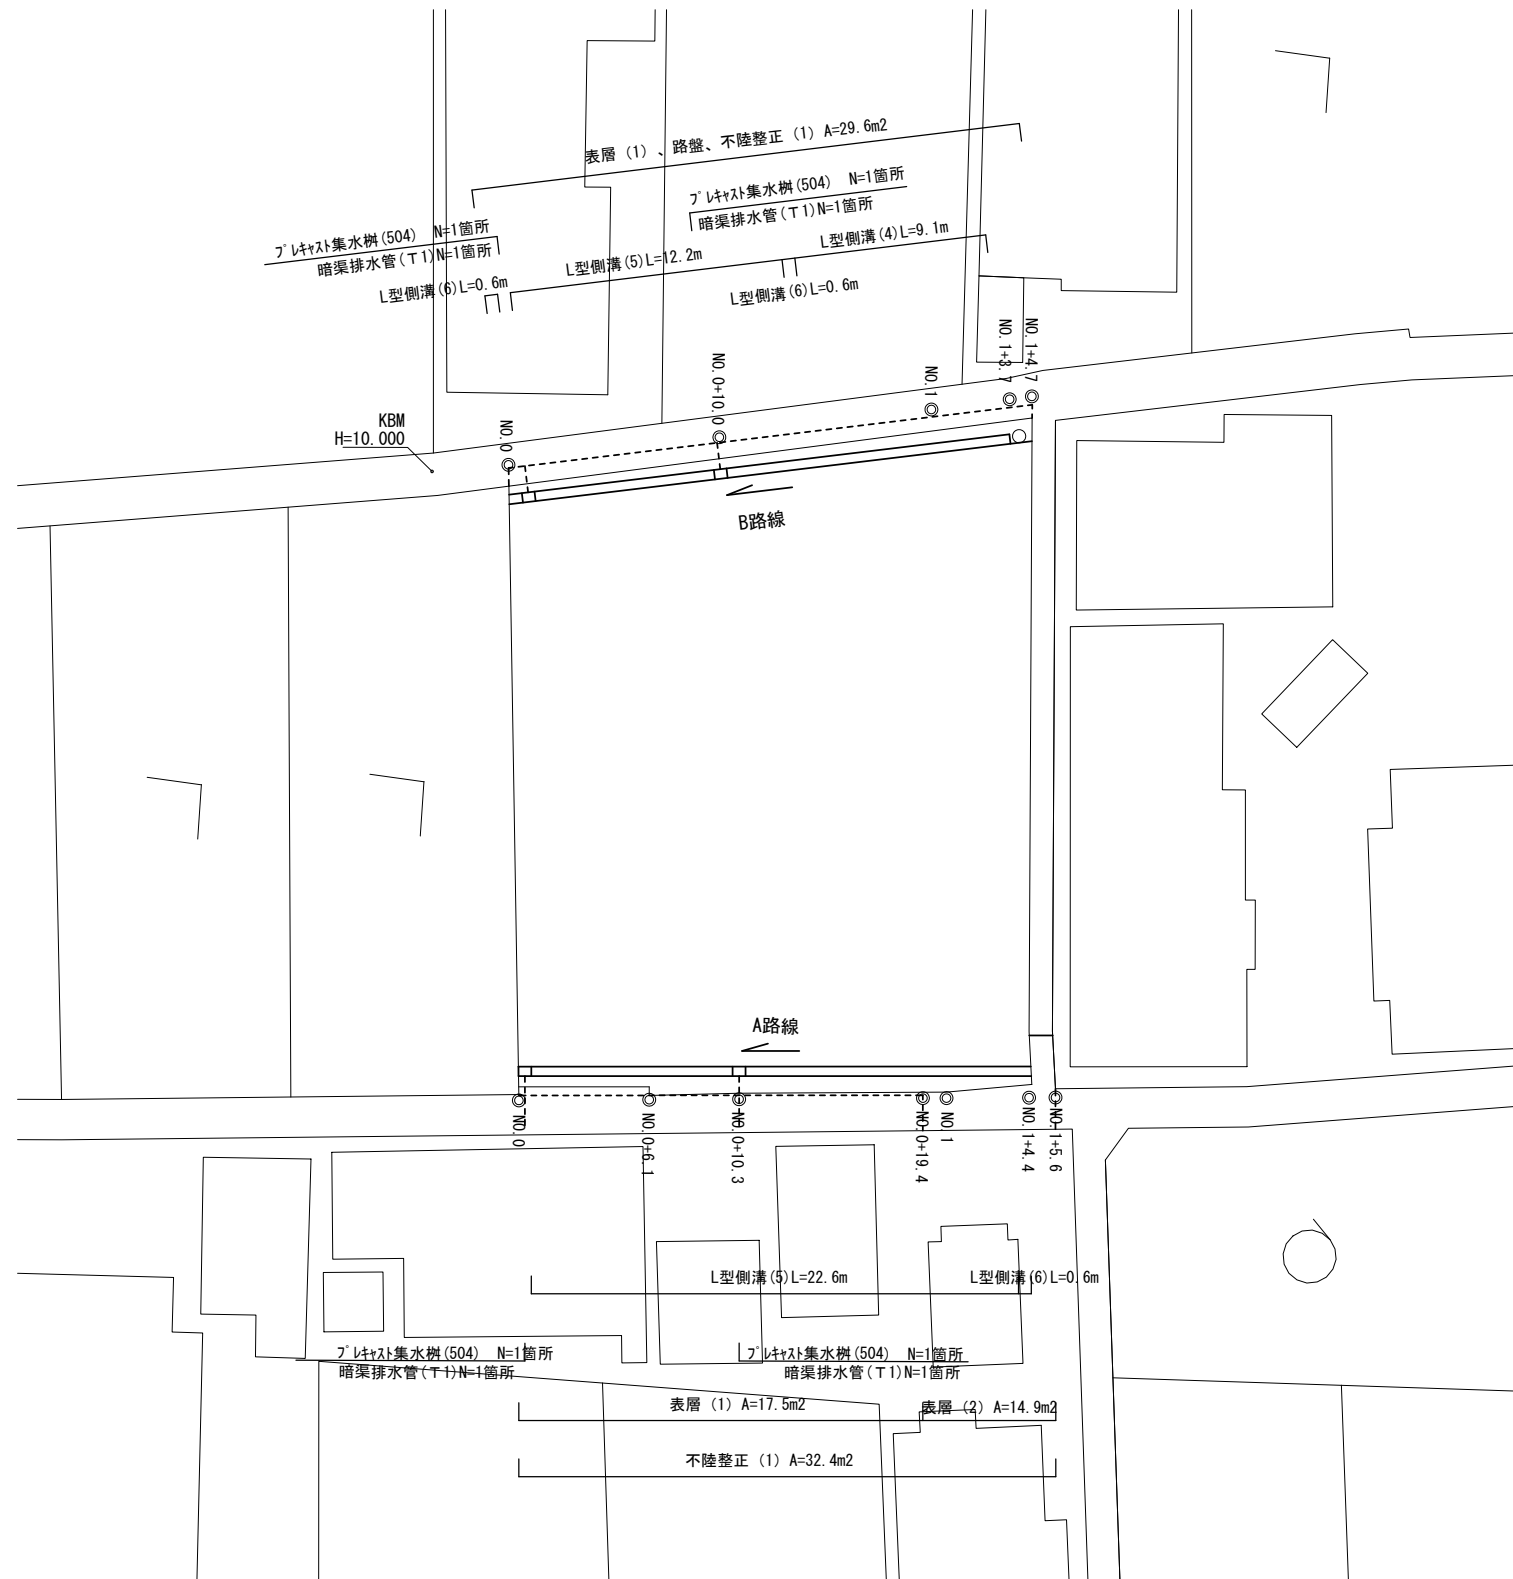 表層（1）、路盤、不陸整正（1）A=29.6m2
プレキャスト集水桝(504)　N=1箇所
暗渠排水管(T1)N=1箇所
プレキャスト集水桝(504)　N=1箇所
暗渠排水管(T1)N=1箇所
L型側溝(4)L=9.1m
L型側溝(5)L=12.2m
L型側溝(6)L=0.6m
L型側溝(6)L=0.6m
NO.0
NO.0+10.0
NO.1
NO.1+3.7
NO.1+4.7
KBM
H=10.000
B路線
A路線
NO.0
NO.0+6.1
NO.0+10.3
NO.0+19.4
NO.1
NO.1+4.4
NO.1+5.6
L型側溝(5)L=22.6m
L型側溝(6)L=0.6m
プレキャスト集水桝(504)　N=1箇所
暗渠排水管(T1)N=1箇所
プレキャスト集水桝(504)　N=1箇所
暗渠排水管(T1)N=1箇所
表層（1）A=17.5m2
表層（2）A=14.9m2
不陸整正（1）A=32.4m2